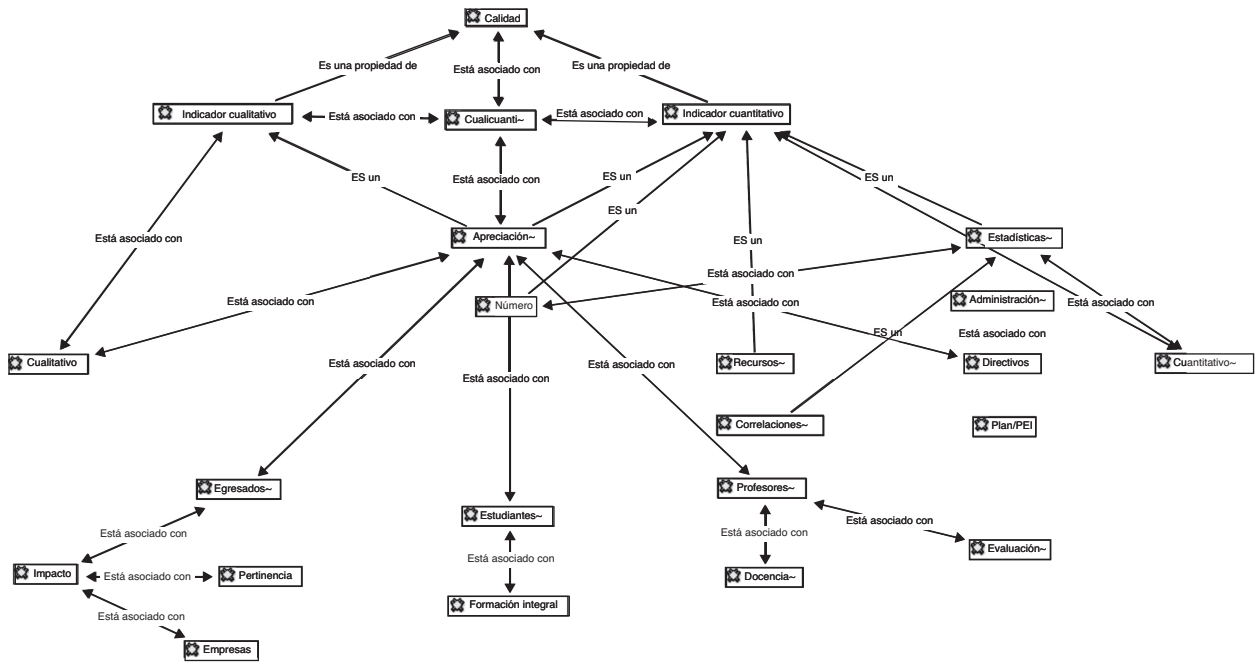 Calidad
Es una propiedad de
Está asociado con
Es una propiedad de
Indicador cualitativo
Está asociado con
Cualicuanti~
Está asociado con
Indicador cuantitativo
ES un
Está asociado con
ES un
ES un
ES un
Está asociado con
Apreciación~
ES un
Estadísticas~
Está asociado con
Está asociado con
Número
Está asociado con
Administración~
Está asociado con
ES un
Está asociado con
Cualitativo
Está asociado con
Está asociado con
Está asociado con
Recursos~
Directivos
Cuantitativo~
Correlaciones~
Plan/PEI
Egresados~
Profesores~
Estudiantes~
Está asociado con
Está asociado con
Está asociado con
Está asociado con
Evaluación~
Impacto
Está asociado con
Pertinencia
Docencia~
Formación integral
Está asociado con
Empresas